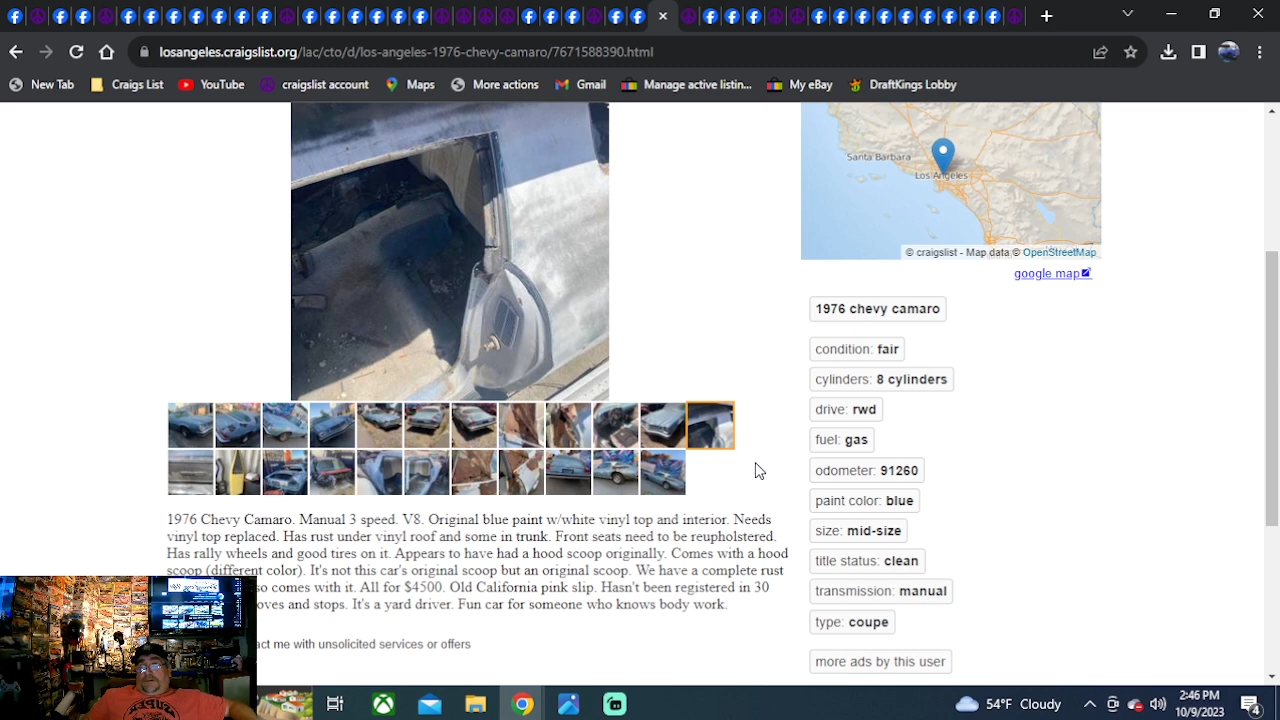 losangeles.craigslist.org/lac/cto/d/los-angeles-1976-chevy-camaro/7671588390.html
New Tab
Craigs List
YouTube
craigslist account
Maps
More actions
Gmail
Manage active listin...
My eBay
DraftKings Lobby
Santa Barbara
Los Angeles
© craigslist - Map data © OpenStreetMap
google map
1976 chevy camaro
condition: fair
cylinders: 8 cylinders
drive: rwd
fuel: gas
odometer: 91260
paint color: blue
size: mid-size
title status: clean
transmission: manual
type: coupe
more ads by this user
1976 Chevy Camaro. Manual 3 speed. V8. Original blue paint w/white vinyl top and interior. Needs
vinyl top replaced. Has rust under vinyl roof and some in trunk. Front seats need to be reupholstered.
Has rally wheels and good tires on it. Appears to have had a hood scoop originally. Comes with a hood
scoop (different color). It's not this car's original scoop but an original scoop. We have a complete rust
so comes with it. All for $4500. Old California pink slip. Hasn't been registered in 30
oves and stops. It's a yard driver. Fun car for someone who knows body work.
act me with unsolicited services or offers
54°F Cloudy
2:46 PM
10/9/2023
4